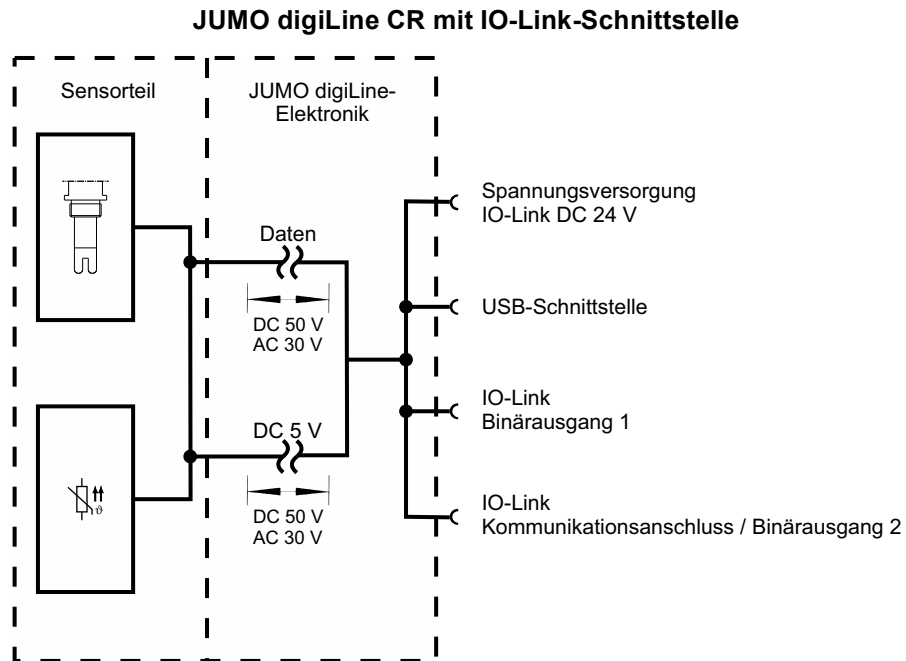 JUMO digiLine CR mit IO-Link-Schnittstelle
Sensorteil
JUMO digiLine-
Elektronik
Spannungsversorgung
IO-Link DC 24 V
Daten
DC 50 V
AC 30 V
USB-Schnittstelle
IO-Link
Binärausgang 1
DC 5 V
DC 50 V
AC 30 V
IO-Link
Kommunikationsanschluss / Binärausgang 2
ϑ